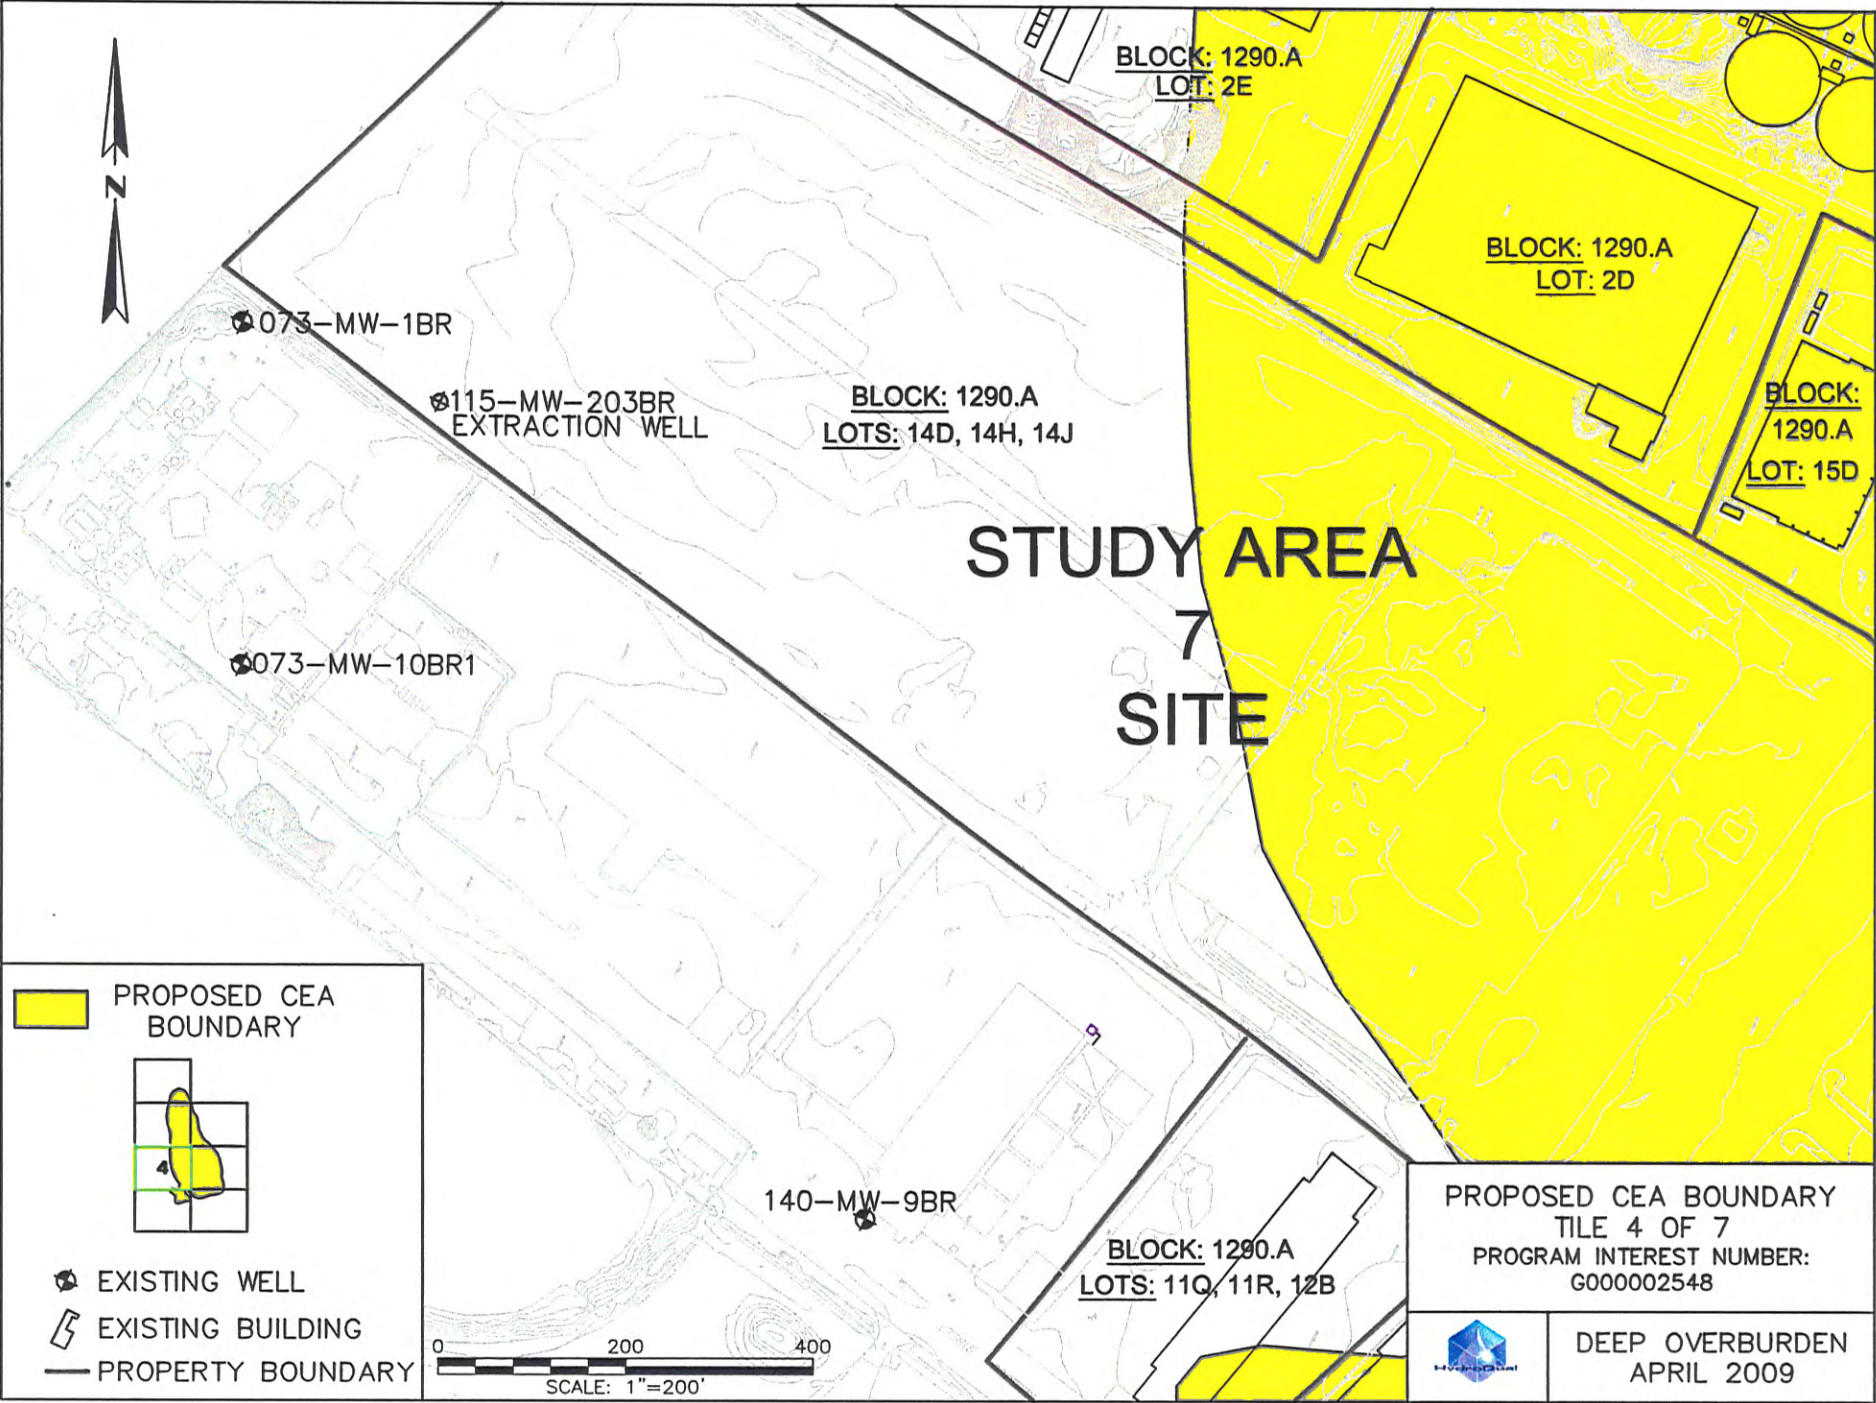 BLOCK: 1290.A
LOT: 2E
N
BLOCK: 1290.A
LOT: 2D
073-MW-1BR
115-MW-203BR
EXTRACTION WELL
BLOCK: 1290.A
LOTS: 14D, 14H, 14J
BLOCK:
1290.A
LOT: 15D
STUDY AREA
7
SITE
073-MW-10BR1
140-MW-9BR
BLOCK: 1290.A
LOTS: 11Q, 11R, 12B
PROPOSED CEA
BOUNDARY
4
EXISTING WELL
EXISTING BUILDING
PROPERTY BOUNDARY
0 200 400
SCALE: 1"=200'
PROPOSED CEA BOUNDARY
TILE 4 OF 7
PROGRAM INTEREST NUMBER:
G000002548
HydroQual
DEEP OVERBURDEN
APRIL 2009